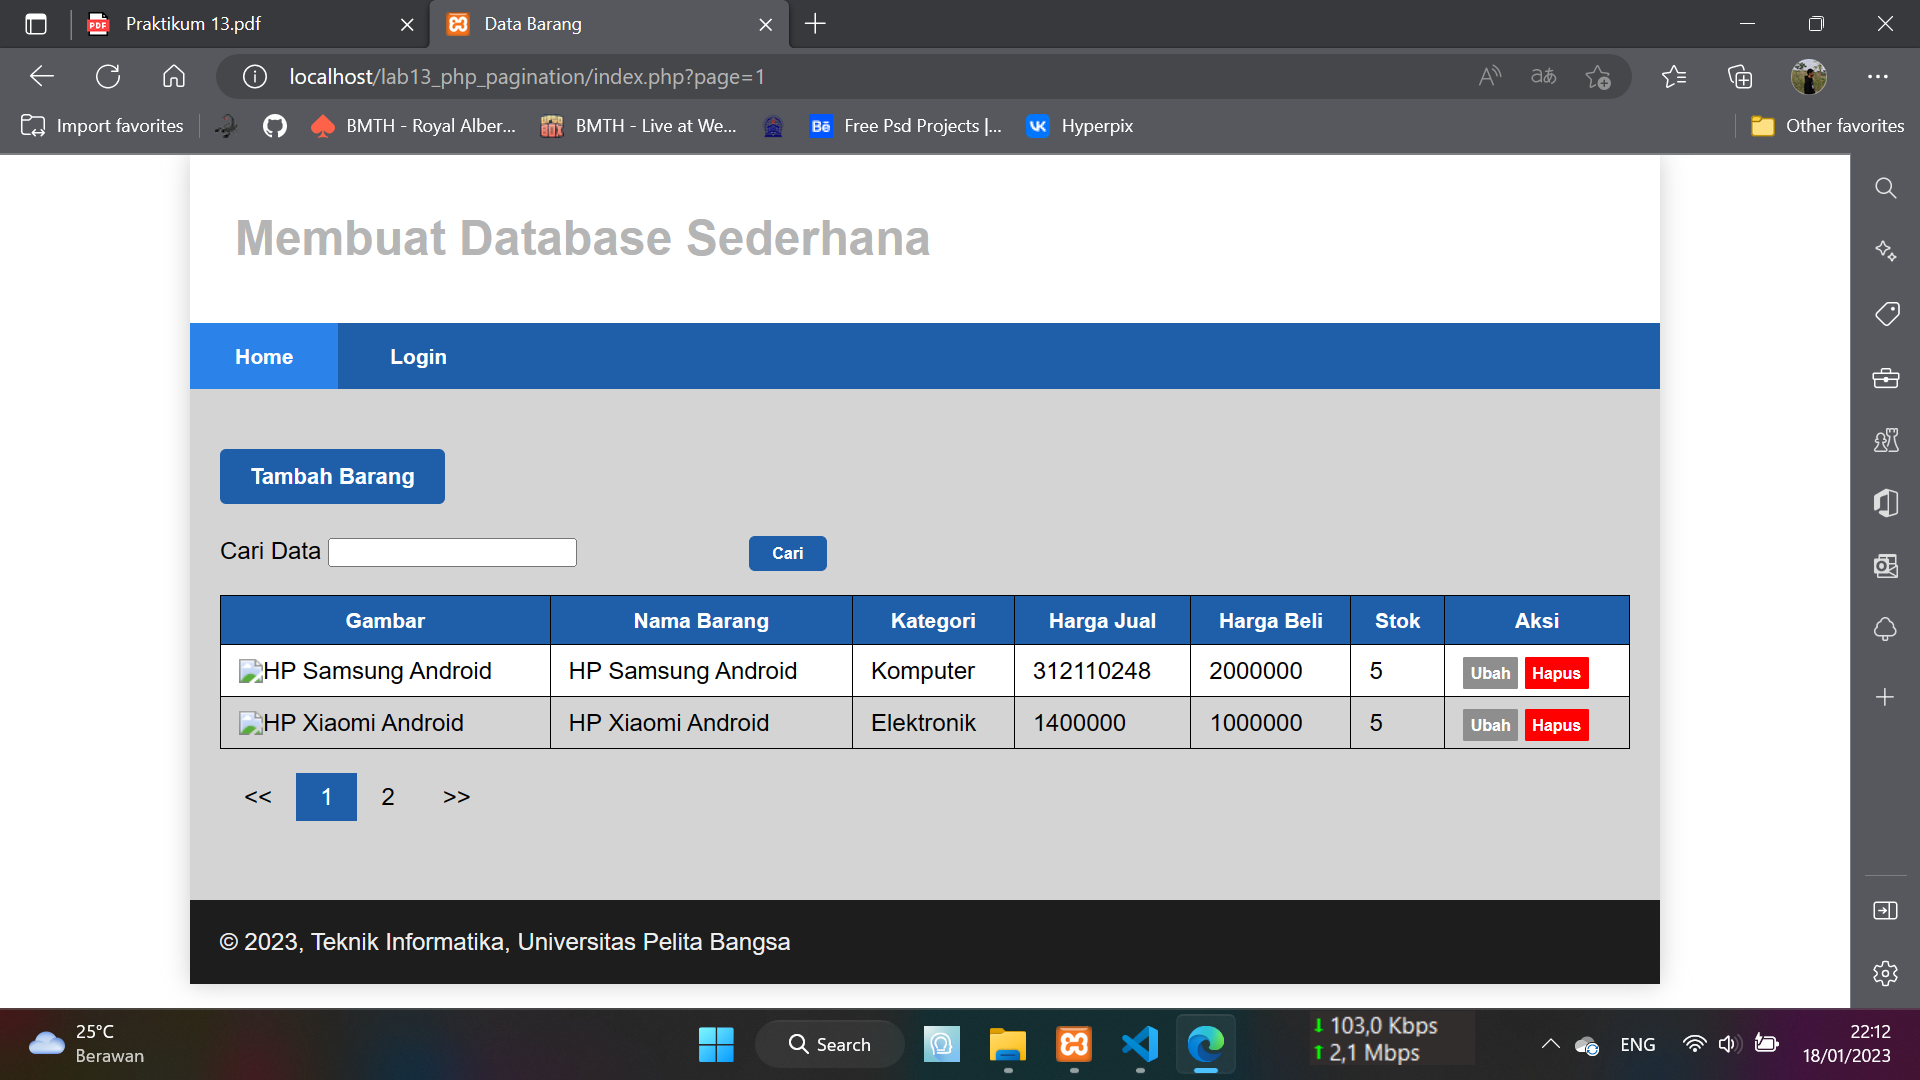 Praktikum 13.pdf
Data Barang
localhost/lab13_php_pagination/index.php?page=1
Import favorites
BMTH - Royal Alber...
BMTH - Live at We...
Free Psd Projects |...
Hyperpix
Other favorites
Membuat Database Sederhana
Home Login
Tambah Barang
Cari Data Cari
Gambar Nama Barang Kategori Harga Jual Harga Beli Stok Aksi
HP Samsung Android HP Samsung Android Komputer 312110248 2000000 5 Ubah Hapus
HP Xiaomi Android HP Xiaomi Android Elektronik 1400000 1000000 5 Ubah Hapus
<< 1 2 >>
© 2023, Teknik Informatika, Universitas Pelita Bangsa
25°C
Berawan
Search
103,0 Kbps
2,1 Mbps
ENG
22:12
18/01/2023